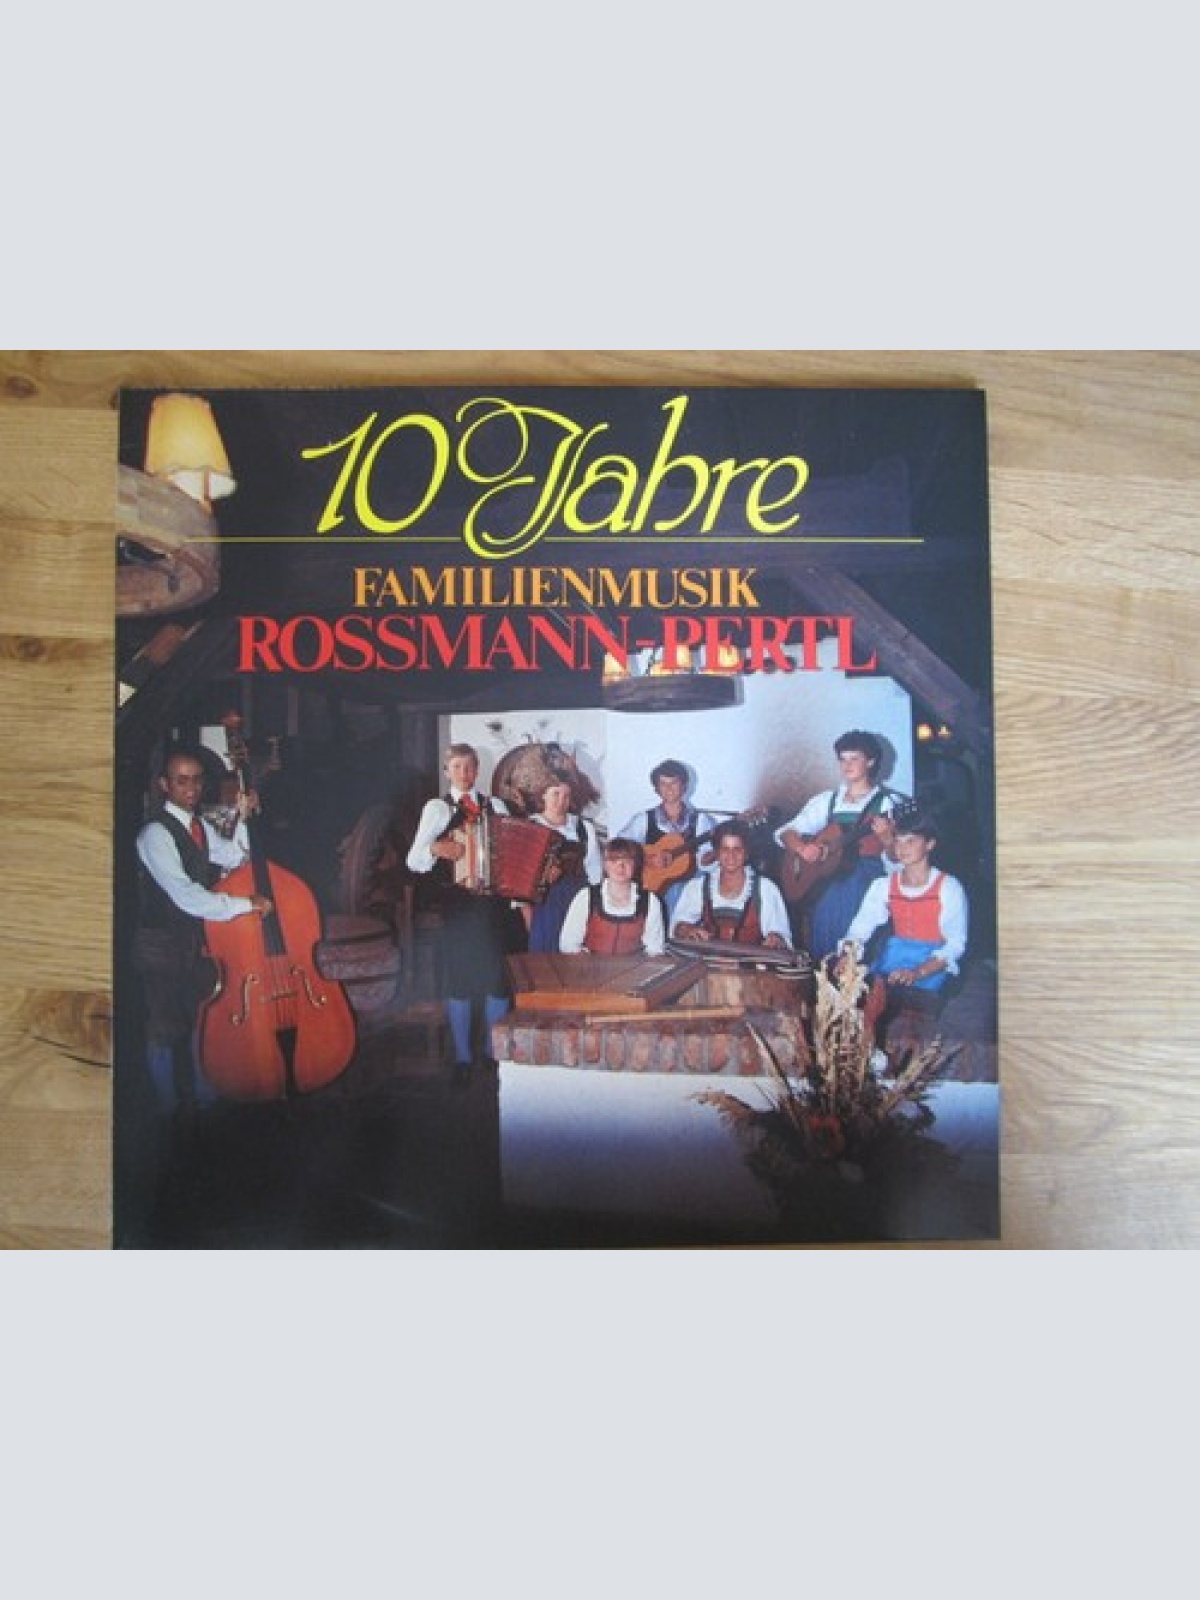 10 Jahre
FAMILIENMUSIK
ROSSMANN-PERTL